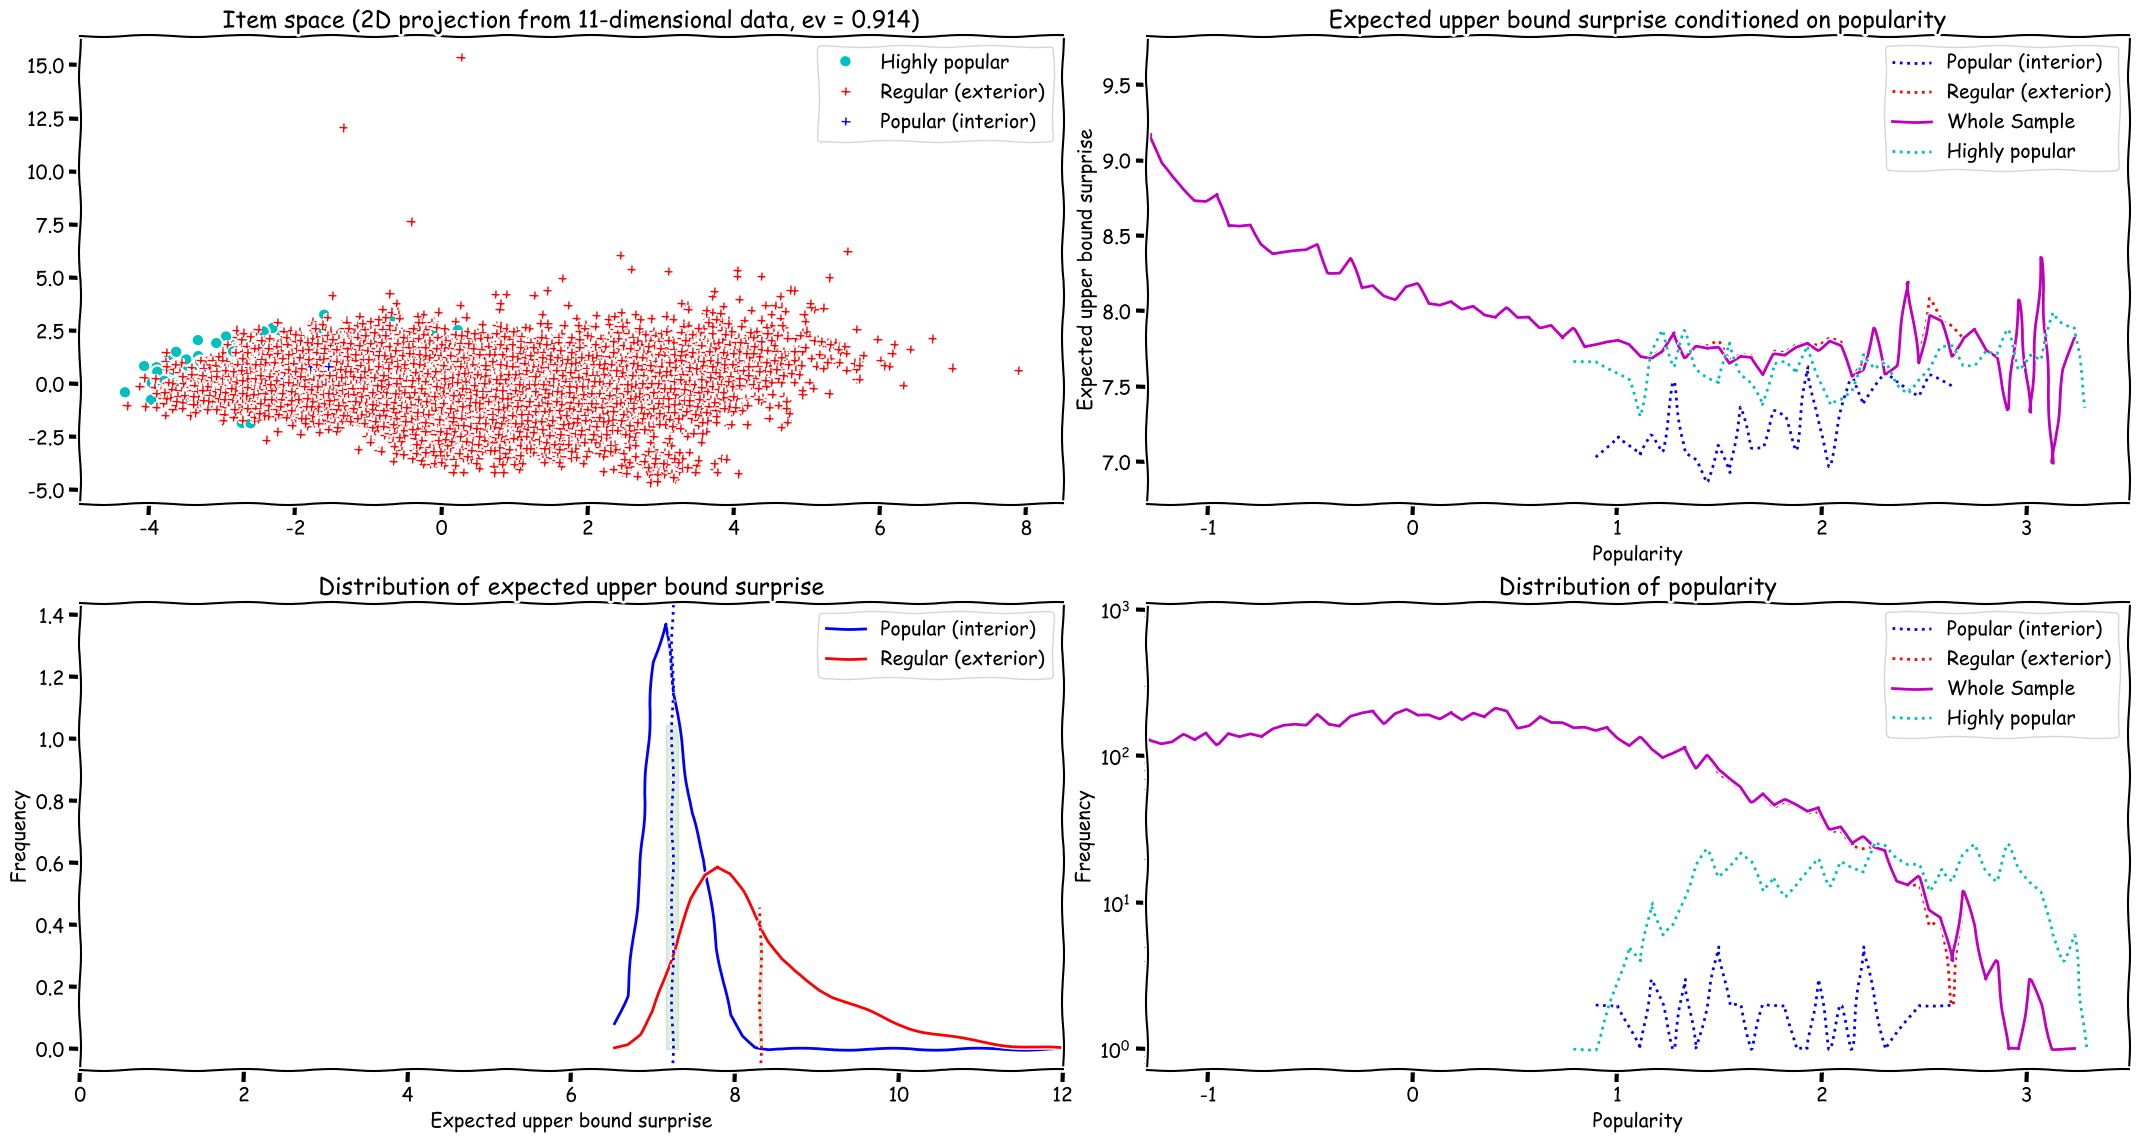 Item space (2D projection from 11-dimensional data, ev = 0.914)
Highly popular
Regular (exterior)
Popular (interior)
15.0
12.5
10.0
7.5
5.0
2.5
0.0
-2.5
-5.0
-4
-2
0
2
4
6
8
Expected upper bound surprise conditioned on popularity
Popular (interior)
Regular (exterior)
Whole Sample
Highly popular
Expected upper bound surprise
9.5
9.0
8.5
8.0
7.5
7.0
-1
0
1
2
3
Popularity
Distribution of expected upper bound surprise
Popular (interior)
Regular (exterior)
Frequency
1.4
1.2
1.0
0.8
0.6
0.4
0.2
0.0
0
2
4
6
8
10
12
Expected upper bound surprise
Distribution of popularity
Popular (interior)
Regular (exterior)
Whole Sample
Highly popular
Frequency
10³
10²
10¹
10⁰
-1
0
1
2
3
Popularity